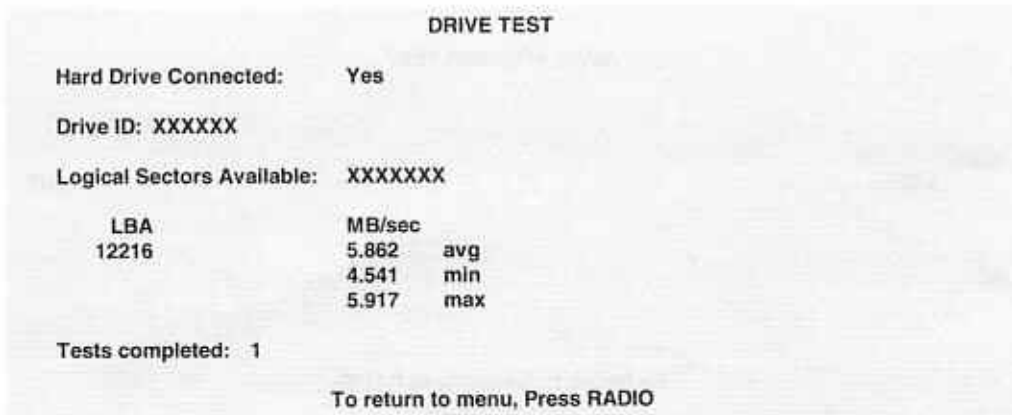 DRIVE TEST
Hard Drive Connected: Yes
Drive ID: XXXXXX
Logical Sectors Available: XXXXXXX
LBA MB/sec
12216 5.862 avg
4.541 min
5.917 max
Tests completed: 1
To return to menu, Press RADIO